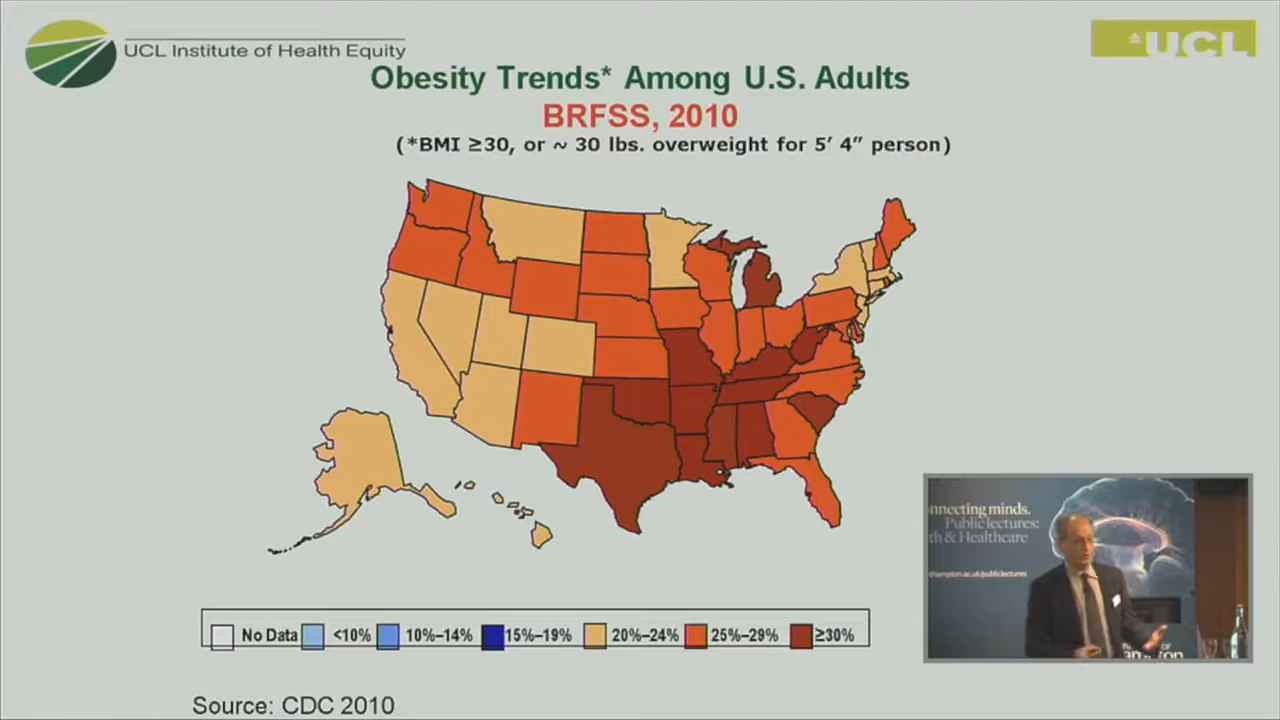 UCL Institute of Health Equity
UCL
Obesity Trends* Among U.S. Adults
BRFSS, 2010
(*BMI ≥30, or ~ 30 lbs. overweight for 5′ 4″ person)
No Data <10% 10%–14% 15%–19% 20%–24% 25%–29% ≥30%
Source: CDC 2010
nnecting minds.
Public lectures:
th & Healthcare